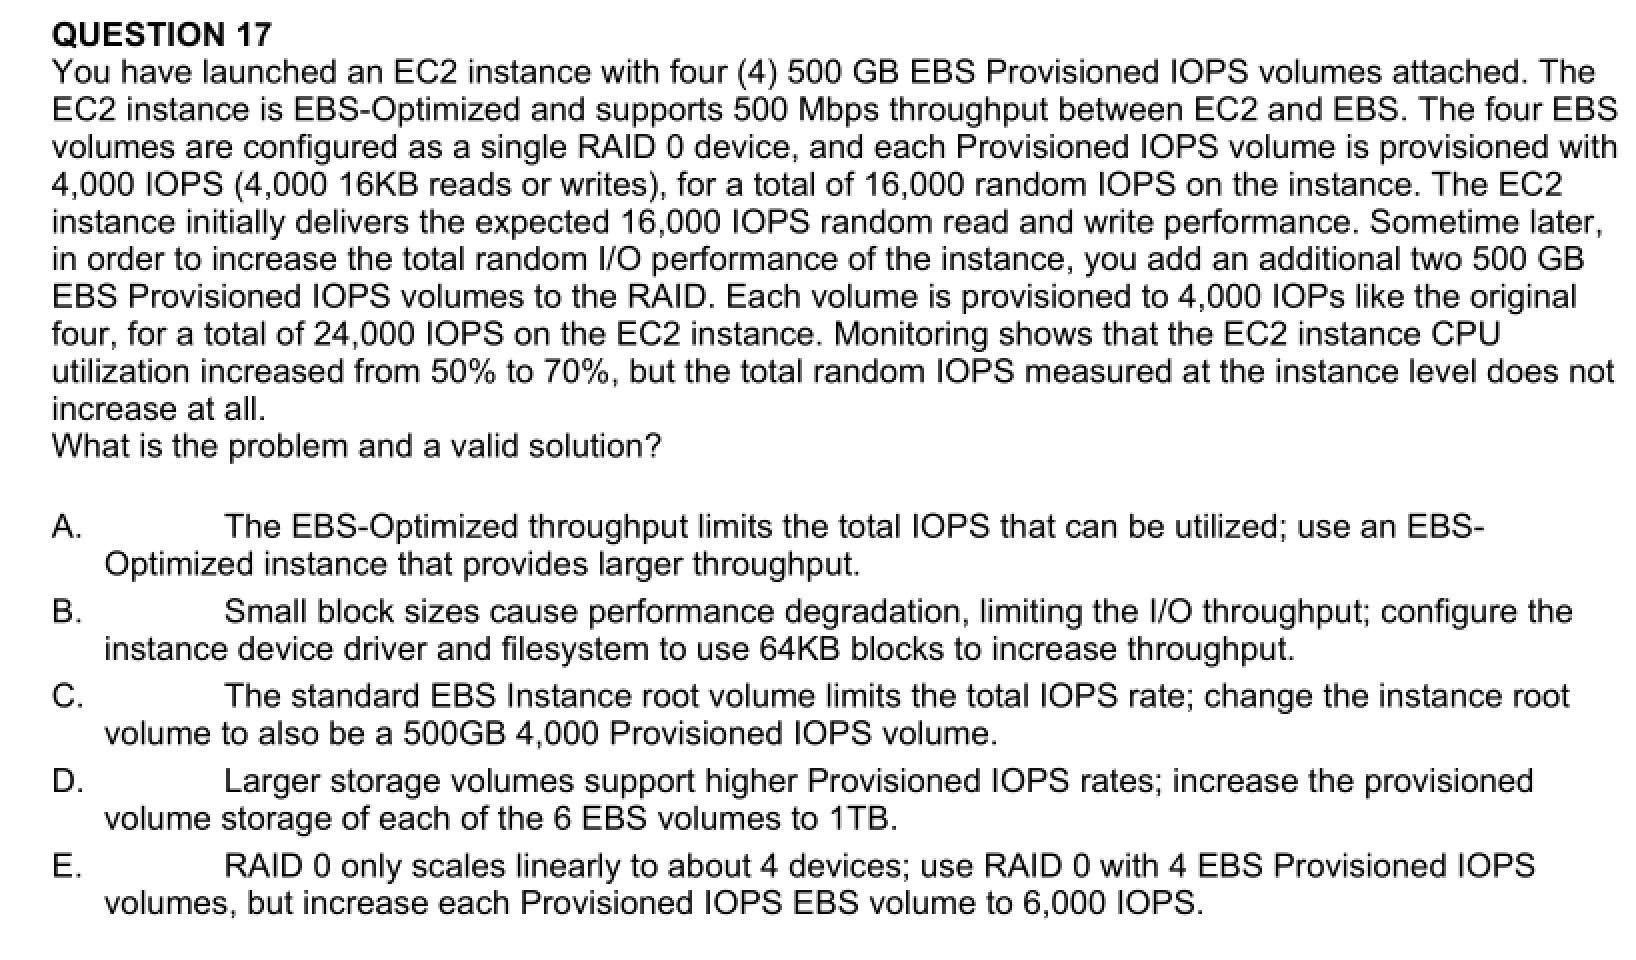 QUESTION 17
You have launched an EC2 instance with four (4) 500 GB EBS Provisioned IOPS volumes attached. The
EC2 instance is EBS-Optimized and supports 500 Mbps throughput between EC2 and EBS. The four EBS
volumes are configured as a single RAID 0 device, and each Provisioned IOPS volume is provisioned with
4,000 IOPS (4,000 16KB reads or writes), for a total of 16,000 random IOPS on the instance. The EC2
instance initially delivers the expected 16,000 IOPS random read and write performance. Sometime later,
in order to increase the total random I/O performance of the instance, you add an additional two 500 GB
EBS Provisioned IOPS volumes to the RAID. Each volume is provisioned to 4,000 IOPs like the original
four, for a total of 24,000 IOPS on the EC2 instance. Monitoring shows that the EC2 instance CPU
utilization increased from 50% to 70%, but the total random IOPS measured at the instance level does not
increase at all.
What is the problem and a valid solution?
A. The EBS-Optimized throughput limits the total IOPS that can be utilized; use an EBS-
Optimized instance that provides larger throughput.
B. Small block sizes cause performance degradation, limiting the I/O throughput; configure the
instance device driver and filesystem to use 64KB blocks to increase throughput.
C. The standard EBS Instance root volume limits the total IOPS rate; change the instance root
volume to also be a 500GB 4,000 Provisioned IOPS volume.
D. Larger storage volumes support higher Provisioned IOPS rates; increase the provisioned
volume storage of each of the 6 EBS volumes to 1TB.
E. RAID 0 only scales linearly to about 4 devices; use RAID 0 with 4 EBS Provisioned IOPS
volumes, but increase each Provisioned IOPS EBS volume to 6,000 IOPS.